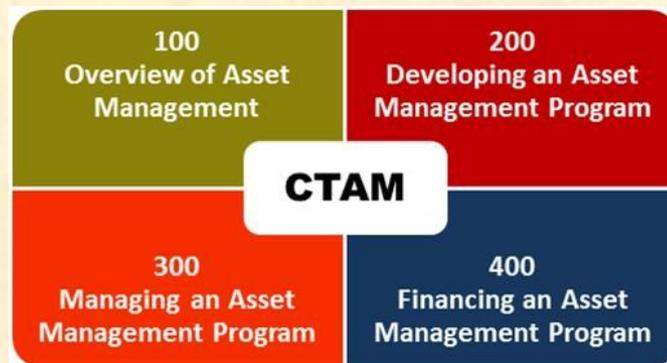 100
Overview of Asset
Management
200
Developing an Asset
Management Program
CTAM
300
Managing an Asset
Management Program
400
Financing an Asset
Management Program